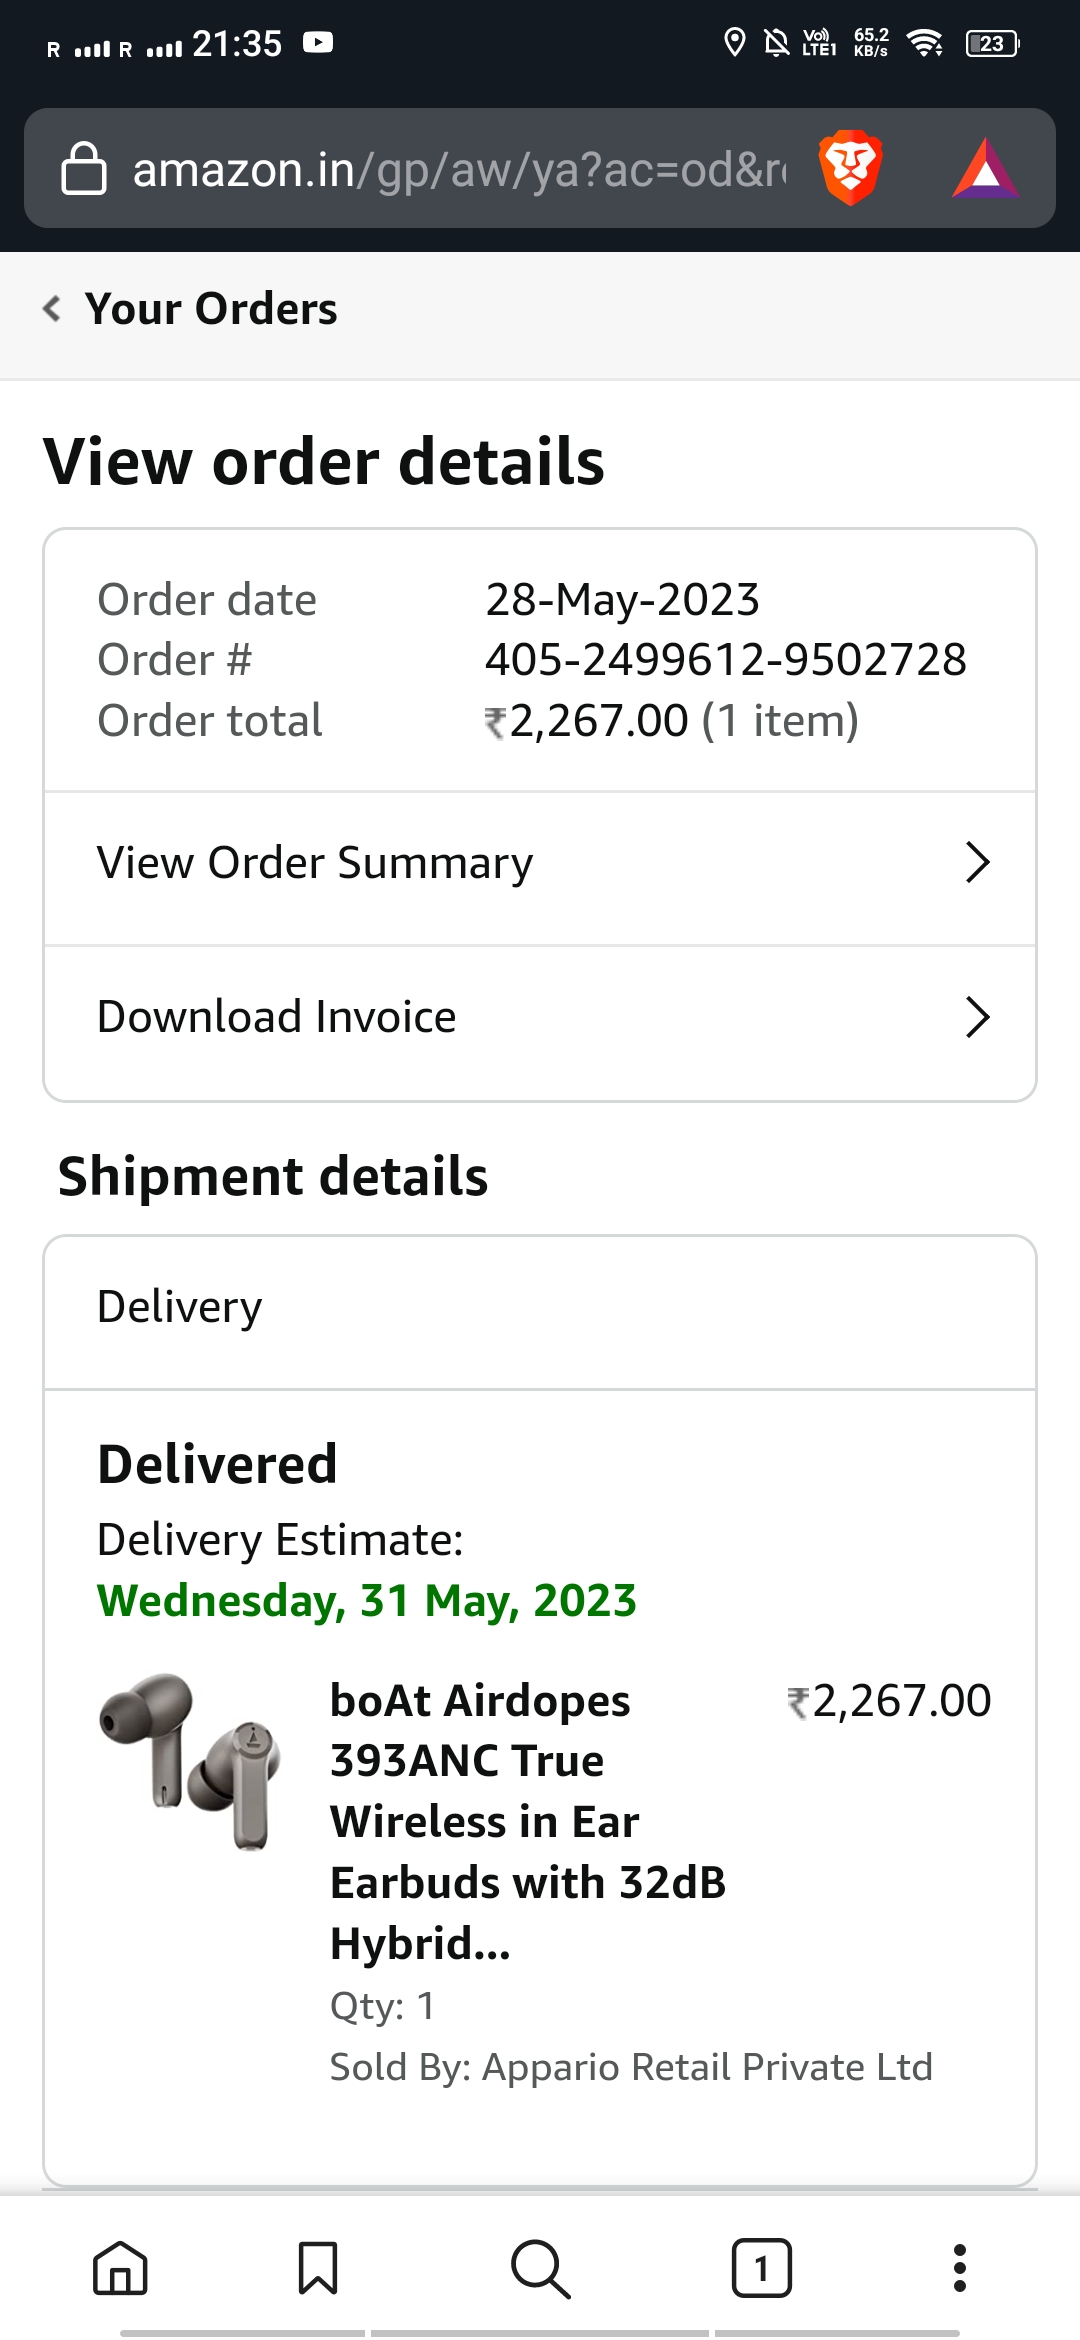 R R 21:35 Vo) LTE1 65.2 KB/s 23
amazon.in/gp/aw/ya?ac=od&r
Your Orders
View order details
Order date 28-May-2023
Order # 405-2499612-9502728
Order total ₹2,267.00 (1 item)
View Order Summary
Download Invoice
Shipment details
Delivery
Delivered
Delivery Estimate:
Wednesday, 31 May, 2023
boAt Airdopes ₹2,267.00
393ANC True
Wireless in Ear
Earbuds with 32dB
Hybrid...
Qty: 1
Sold By: Appario Retail Private Ltd
1